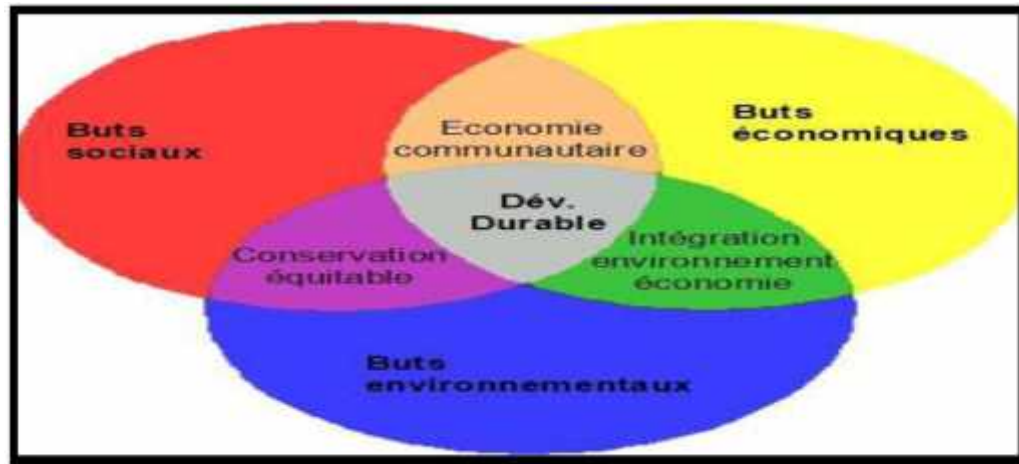 Buts
sociaux
Economie
communautaire
Buts
économiques
Dév.
Durable
Conservation
équitable
Intégration
environnement
économie
Buts
environnementaux